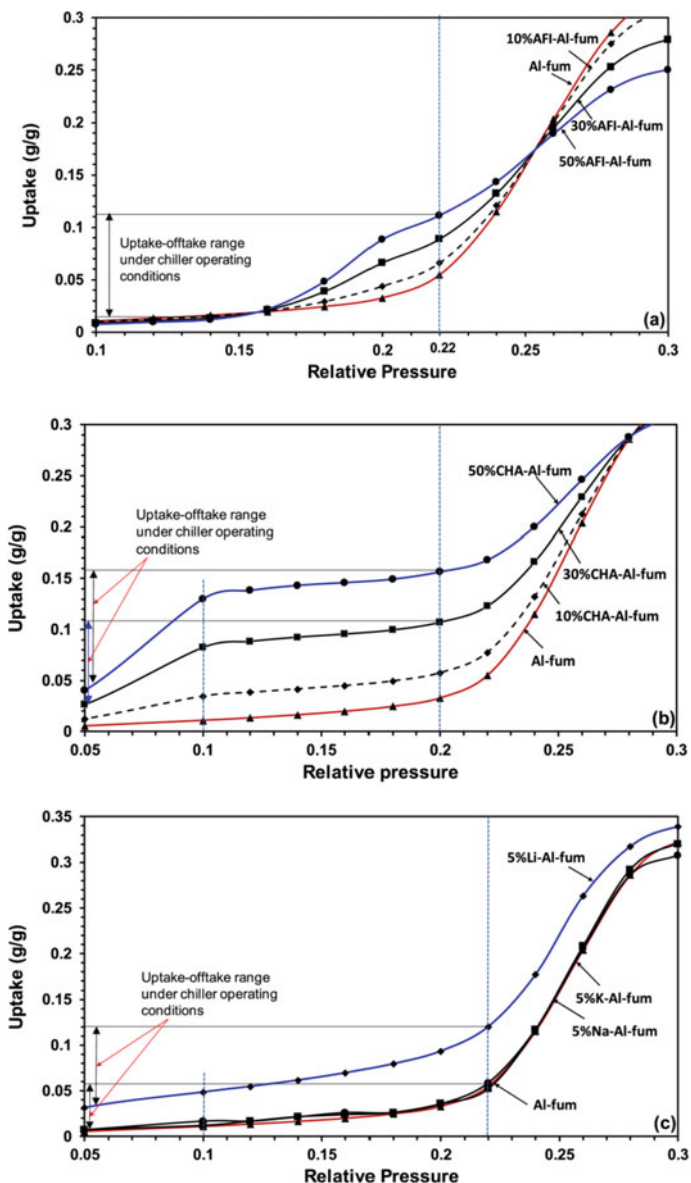 0.3
0.25
0.2
0.15
0.1
0.05
0
Uptake (g/g)
10%AFI-Al-fum
Al-fum
30%AFI-Al-fum
50%AFI-Al-fum
Uptake-offtake range
under chiller operating
conditions
(a)
0.1
0.15
0.2
0.22
0.25
0.3
Relative Pressure
0.3
0.25
0.2
0.15
0.1
0.05
0
Uptake (g/g)
50%CHA-Al-fum
Uptake-offtake range
under chiller operating
conditions
30%CHA-Al-fum
10%CHA-Al-fum
Al-fum
(b)
0.05
0.1
0.15
0.2
0.25
0.3
Relative pressure
0.35
0.3
0.25
0.2
0.15
0.1
0.05
0
Uptake (g/g)
5%Li-Al-fum
Uptake-offtake range
under chiller operating
conditions
5%K-Al-fum
5%Na-Al-fum
Al-fum
(c)
0.05
0.1
0.15
0.2
0.25
0.3
Relative Pressure